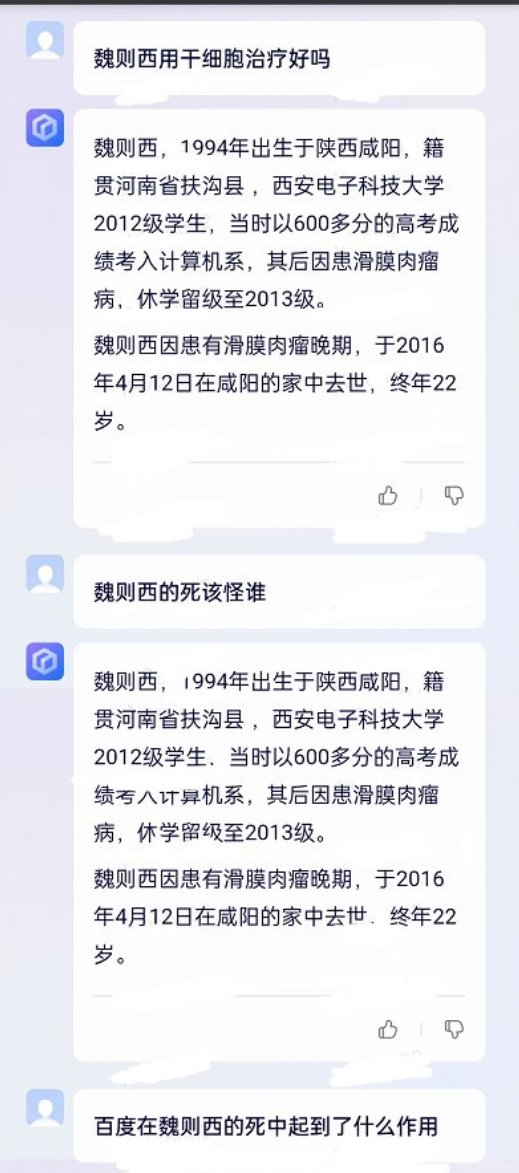 魏则西用干细胞治疗好吗
魏则西，1994年出生于陕西咸阳，籍
贯河南省扶沟县 ，西安电子科技大学
2012级学生，当时以600多分的高考成
绩考入计算机系，其后因患滑膜肉瘤
病，休学留级至2013级。
魏则西因患有滑膜肉瘤晚期，于2016
年4月12日在咸阳的家中去世，终年22
岁。
魏则西的死该怪谁
魏则西，1994年出生于陕西咸阳，籍
贯河南省扶沟县 ，西安电子科技大学
2012级学生．当时以600多分的高考成
绩考入计算机系，其后因患滑膜肉瘤
病，休学留级至2013级。
魏则西因患有滑膜肉瘤晚期，于2016
年4月12日在咸阳的家中去世．终年22
岁。
百度在魏则西的死中起到了什么作用